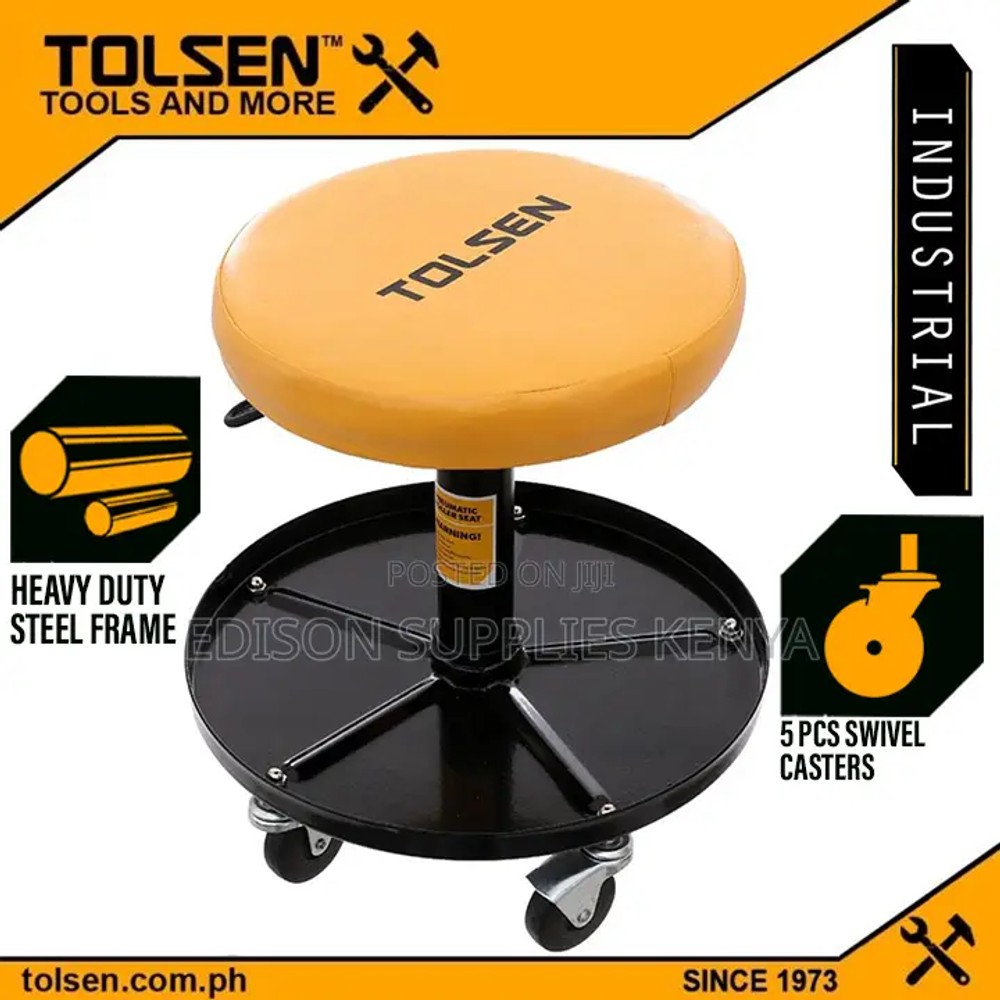 TOLSEN™
TOOLS AND MORE
INDUSTRIAL
TOLSEN
PNEUMATIC
ROLLER SEAT
WARNING!
HEAVY DUTY
STEEL FRAME
POSTED ON JIJI
EDISON SUPPLIES KENYA
5 PCS SWIVEL
CASTERS
tolsen.com.ph
SINCE 1973